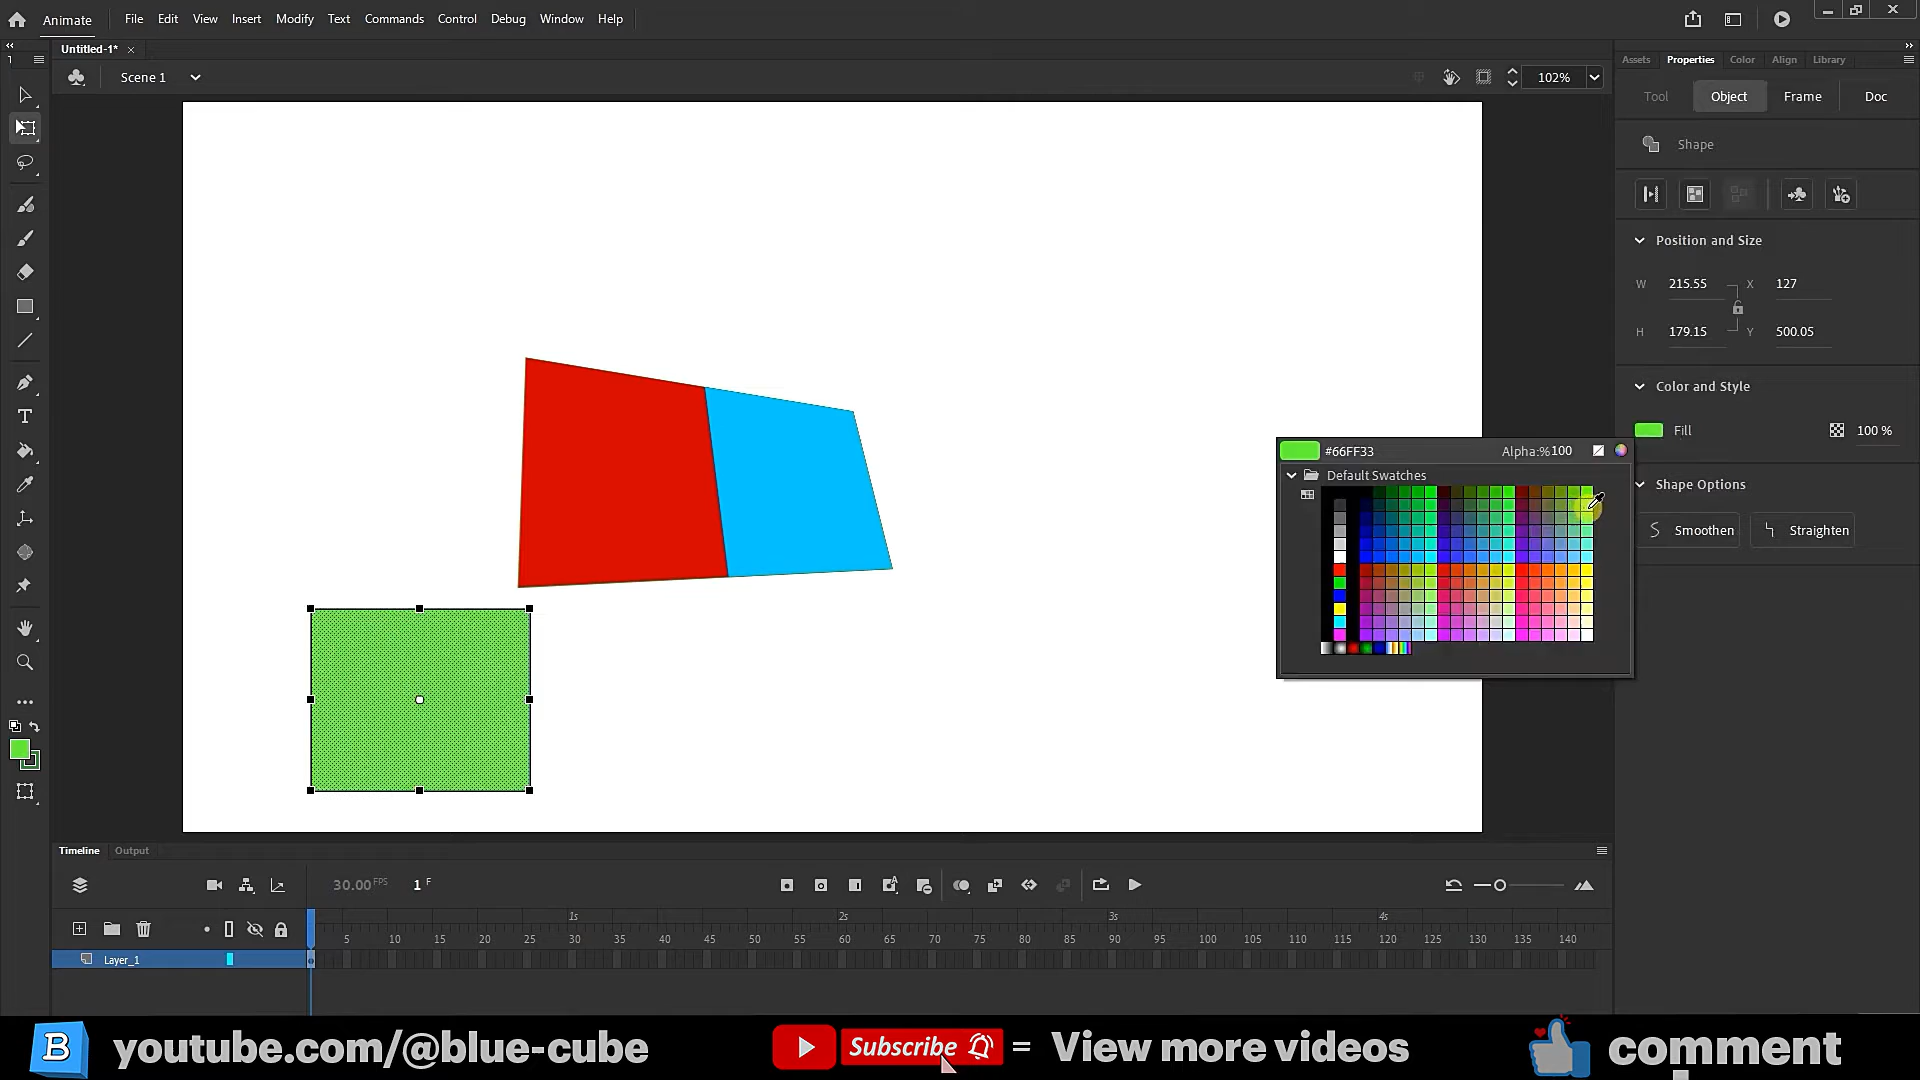 Animate File Edit View Insert Modify Text Commands Control Debug Window Help
Untitled-1* ×
Scene 1
102%
Assets Properties Color Align Library
Tool Object Frame Doc
Shape
Position and Size
W 215.55 X 127
H 179.15 Y 500.05
Color and Style
Fill 100 %
Shape Options
Smoothen Straighten
#66FF33 Alpha:%100
Default Swatches
Timeline Output
30.00 FPS 1 F
1s 2s 3s 4s
5 10 15 20 25 30 35 40 45 50 55 60 65 70 75 80 85 90 95 100 105 110 115 120 125 130 135 140
Layer_1
B youtube.com/@blue-cube Subscribe = View more videos comment